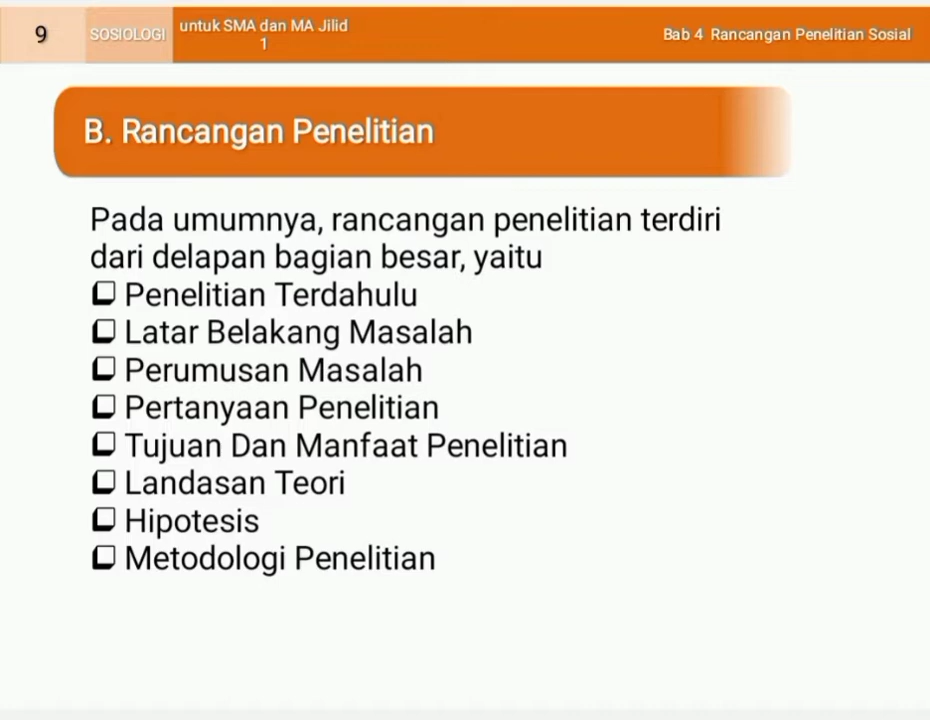 9
SOSIOLOGI
untuk SMA dan MA Jilid
1
Bab 4 Rancangan Penelitian Sosial
B. Rancangan Penelitian
Pada umumnya, rancangan penelitian terdiri
dari delapan bagian besar, yaitu
❑ Penelitian Terdahulu
❑ Latar Belakang Masalah
❑ Perumusan Masalah
❑ Pertanyaan Penelitian
❑ Tujuan Dan Manfaat Penelitian
❑ Landasan Teori
❑ Hipotesis
❑ Metodologi Penelitian